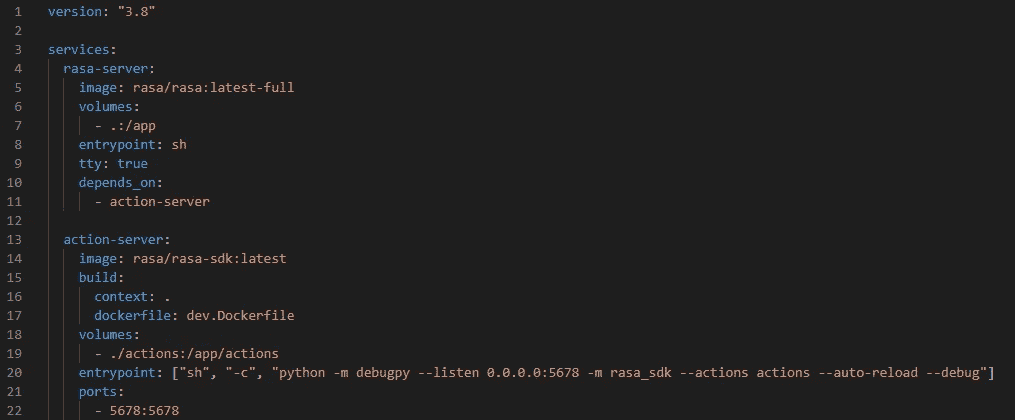 1 version: "3.8"
2
3 services:
4   rasa-server:
5     image: rasa/rasa:latest-full
6     volumes:
7       - .:/app
8     entrypoint: sh
9     tty: true
10     depends_on:
11       - action-server
12
13   action-server:
14     image: rasa/rasa-sdk:latest
15     build:
16       context: .
17       dockerfile: dev.Dockerfile
18     volumes:
19       - ./actions:/app/actions
20     entrypoint: ["sh", "-c", "python -m debugpy --listen 0.0.0.0:5678 -m rasa_sdk --actions actions --auto-reload --debug"]
21     ports:
22       - 5678:5678